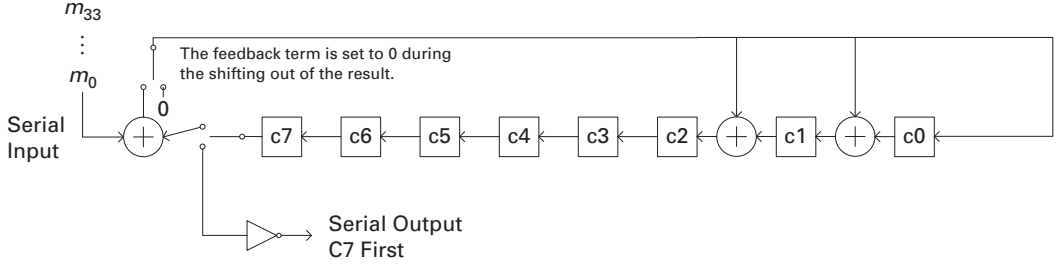 m33
⋮
m0
The feedback term is set to 0 during
the shifting out of the result.
0
Serial
Input
+
c7
c6
c5
c4
c3
c2
+
c1
+
c0
Serial Output
C7 First